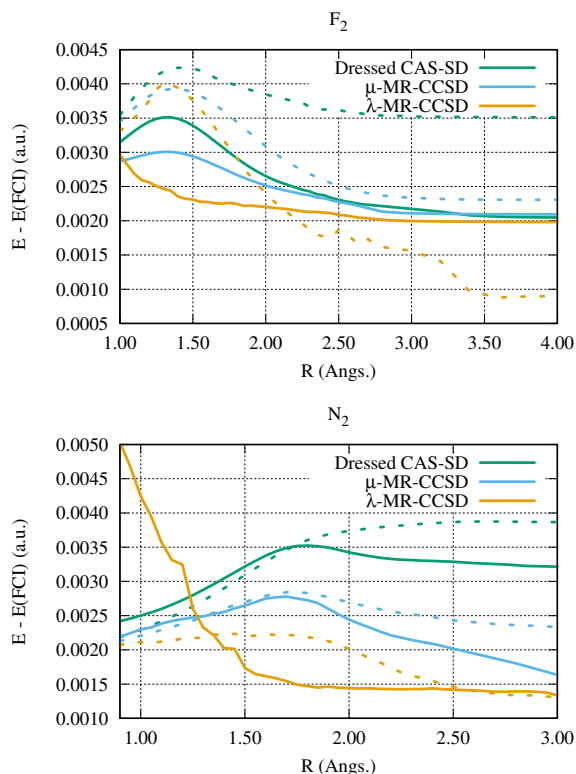 F2
E - E(FCI) (a.u.)
0.0045
0.0040
0.0035
0.0030
0.0025
0.0020
0.0015
0.0010
0.0005
Dressed CAS-SD
μ-MR-CCSD
λ-MR-CCSD
1.00 1.50 2.00 2.50 3.00 3.50 4.00
R (Angs.)
N2
E - E(FCI) (a.u.)
0.0050
0.0045
0.0040
0.0035
0.0030
0.0025
0.0020
0.0015
0.0010
Dressed CAS-SD
μ-MR-CCSD
λ-MR-CCSD
1.00 1.50 2.00 2.50 3.00
R (Angs.)